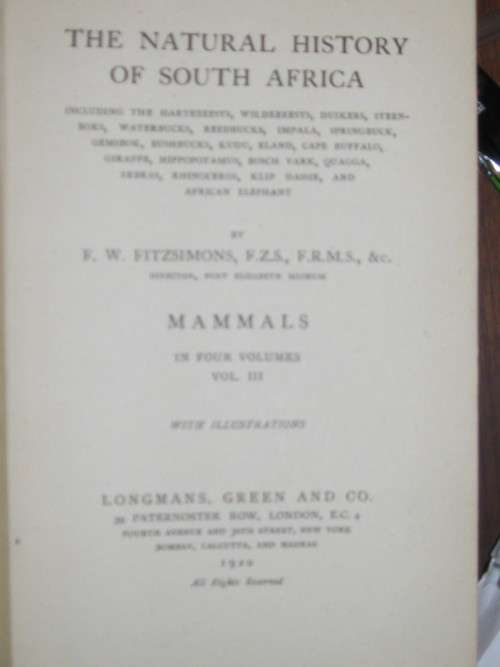 THE NATURAL HISTORY
OF SOUTH AFRICA
INCLUDING THE HARTEBEESTS, WILDEBEESTS, DUIKERS, STEEN-
BOKS, WATERBUCKS, REEDBUCKS, IMPALA, SPRINGBUCK,
GEMSBOK, BUSHBUCKS, KUDU, ELAND, CAPE BUFFALO,
GIRAFFE, HIPPOPOTAMUS, BOSCH VARK, QUAGGA,
ZEBRAS, RHINOCEROS, KLIP DASSIE, AND
AFRICAN ELEPHANT
BY
F. W. FITZSIMONS, F.Z.S., F.R.M.S., &c.
DIRECTOR, PORT ELIZABETH MUSEUM
MAMMALS
IN FOUR VOLUMES
VOL. III
WITH ILLUSTRATIONS
LONGMANS, GREEN AND CO.
39 PATERNOSTER ROW, LONDON, E.C. 4
FOURTH AVENUE AND 30TH STREET, NEW YORK
BOMBAY, CALCUTTA, AND MADRAS
1920
All Rights Reserved